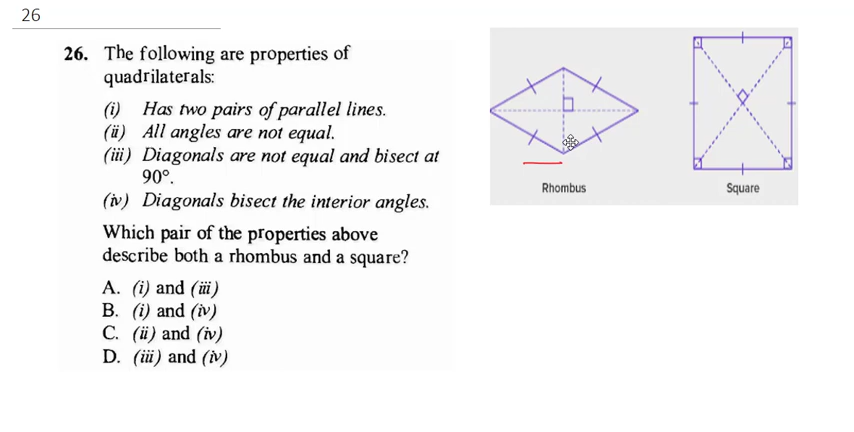 26
26. The following are properties of
quadrilaterals:
(i) Has two pairs of parallel lines.
(ii) All angles are not equal.
(iii) Diagonals are not equal and bisect at
90°.
(iv) Diagonals bisect the interior angles.
Which pair of the properties above
describe both a rhombus and a square?
A. (i) and (iii)
B. (i) and (iv)
C. (ii) and (iv)
D. (iii) and (iv)
Rhombus
Square